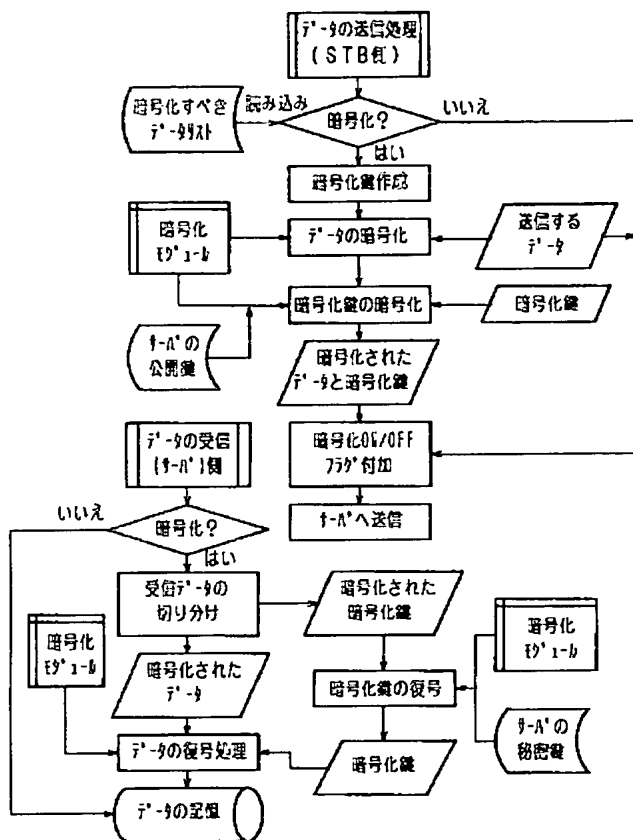 データの送信処理
(STB側)
暗号化すべき
データリスト
読み込み
暗号化?
いいえ
はい
暗号化鍵作成
暗号化
モジュール
データの暗号化
送信する
データ
暗号化鍵の暗号化
暗号化鍵
サーバの
公開鍵
暗号化された
データと暗号化鍵
データの受信
(サーバ)側
暗号化ON/OFF
フラグ付加
いいえ
暗号化?
サーバへ送信
はい
受信データの
切り分け
暗号化された
暗号化鍵
暗号化
モジュール
暗号化
モジュール
暗号化された
データ
暗号化鍵の復号
サーバの
秘密鍵
データの復号処理
暗号化鍵
データの記憶